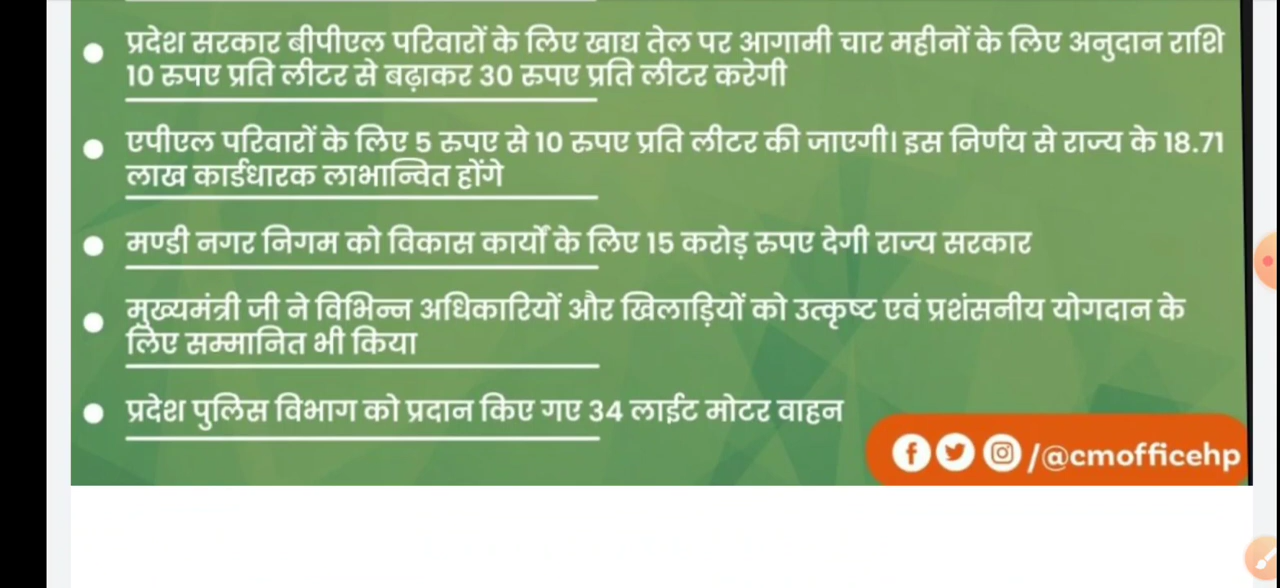 प्रदेश सरकार बीपीएल परिवारों के लिए खाद्य तेल पर आगामी चार महीनों के लिए अनुदान राशि
10 रुपए प्रति लीटर से बढ़ाकर 30 रुपए प्रति लीटर करेगी
एपीएल परिवारों के लिए 5 रुपए से 10 रुपए प्रति लीटर की जाएगी। इस निर्णय से राज्य के 18.71
लाख कार्डधारक लाभान्वित होंगे
मण्डी नगर निगम को विकास कार्यों के लिए 15 करोड़ रुपए देगी राज्य सरकार
मुख्यमंत्री जी ने विभिन्न अधिकारियों और खिलाड़ियों को उत्कृष्ट एवं प्रशंसनीय योगदान के
लिए सम्मानित भी किया
प्रदेश पुलिस विभाग को प्रदान किए गए 34 लाईट मोटर वाहन
/@cmofficehp